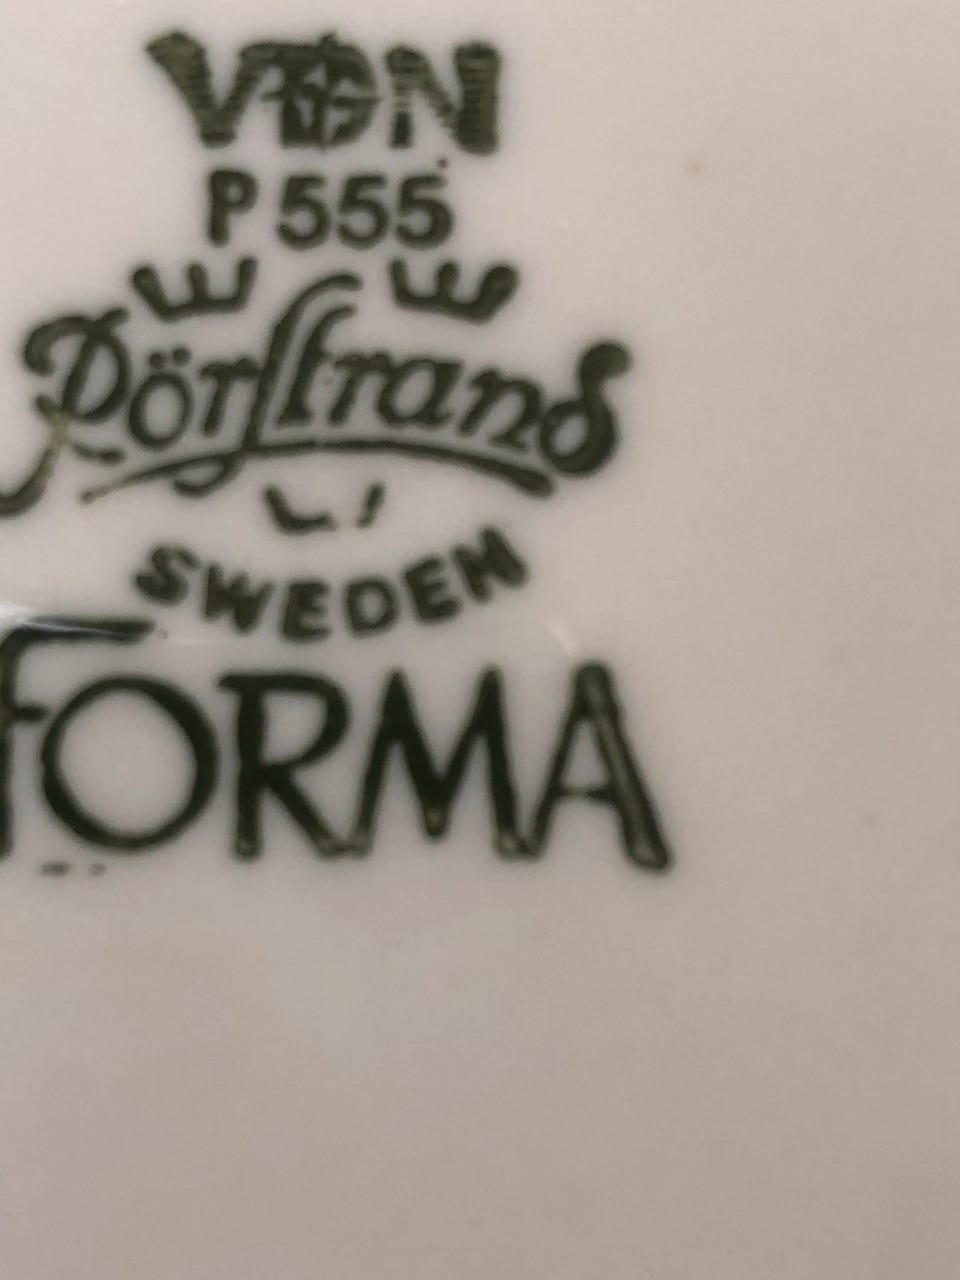 VDN
P 555
Rörstrand
SWEDEN
FORMA